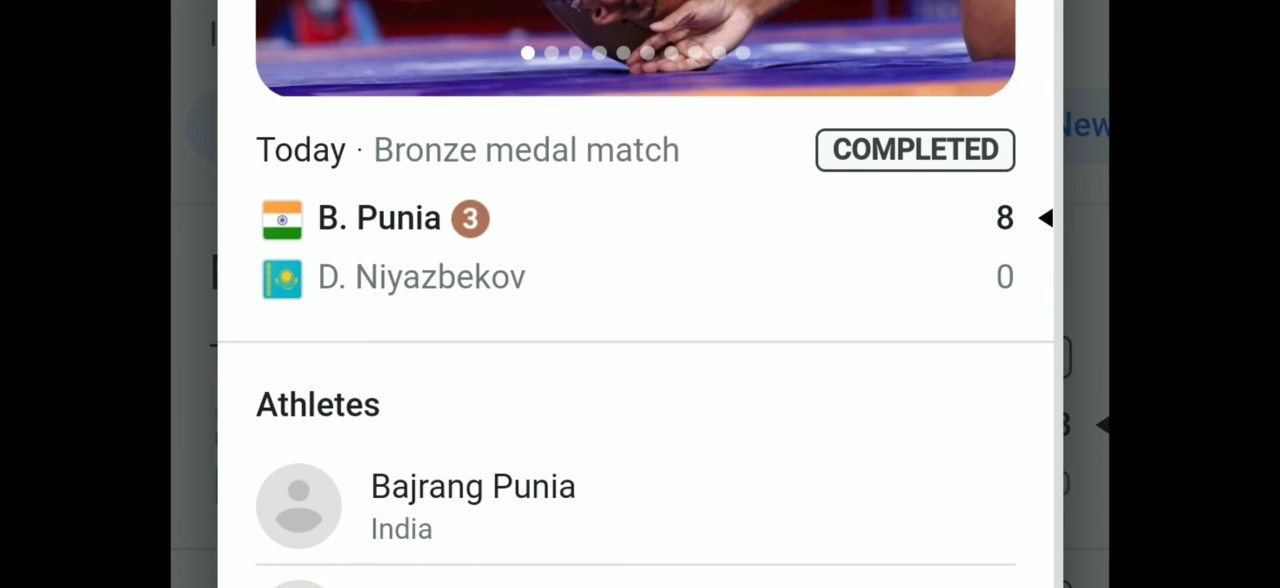 Today · Bronze medal match COMPLETED
B. Punia 3 8
D. Niyazbekov 0
Athletes
Bajrang Punia
India